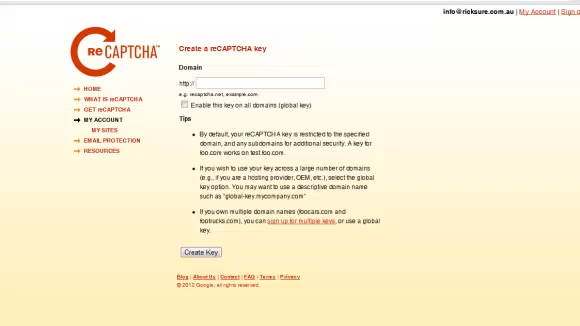 info@ricksure.com.au | My Account | Sign o
reCAPTCHA™
HOME
WHAT IS reCAPTCHA
GET reCAPTCHA
MY ACCOUNT
MY SITES
EMAIL PROTECTION
RESOURCES
Create a reCAPTCHA key
Domain
http://
e.g. recaptcha.net, example.com
Enable this key on all domains (global key)
Tips
• By default, your reCAPTCHA key is restricted to the specified
domain, and any subdomains for additional security. A key for
foo.com works on test.foo.com.
• If you wish to use your key across a large number of domains
(e.g., if you are a hosting provider, OEM, etc.), select the global
key option. You may want to use a descriptive domain name
such as "global-key.mycompany.com"
• If you own multiple domain names (foocars.com and
footrucks.com), you can sign up for multiple keys, or use a global
key.
Create Key
Blog | About Us | Contact | FAQ | Terms | Privacy
© 2012 Google, all rights reserved.